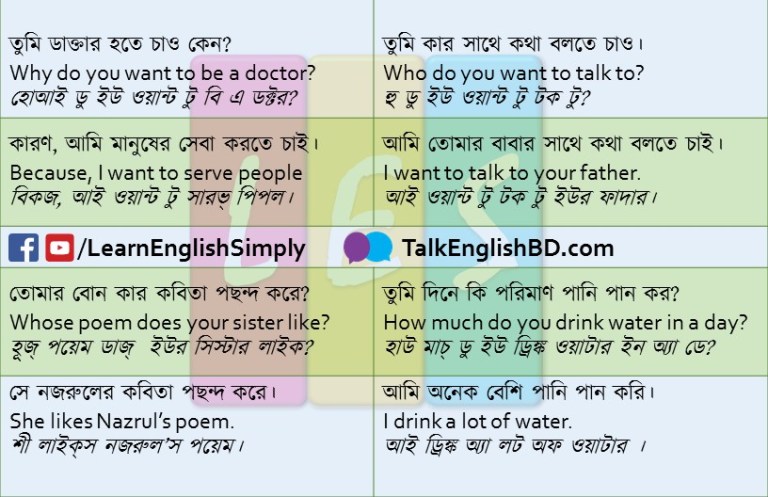 তুমি ডাক্তার হতে চাও কেন?
Why do you want to be a doctor?
হোআই ডু ইউ ওয়ান্ট টু বি এ ডক্টর?
তুমি কার সাথে কথা বলতে চাও।
Who do you want to talk to?
হু ডু ইউ ওয়ান্ট টু টক টু?
কারণ, আমি মানুষের সেবা করতে চাই।
Because, I want to serve people
বিকজ, আই ওয়ান্ট টু সারভ্ পিপল।
আমি তোমার বাবার সাথে কথা বলতে চাই।
I want to talk to your father.
আই ওয়ান্ট টু টক টু ইউর ফাদার।
LES
/LearnEnglishSimply
TalkEnglishBD.com
তোমার বোন কার কবিতা পছন্দ করে?
Whose poem does your sister like?
হূজ্ পয়েম ডাজ্ ইউর সিস্টার লাইক?
তুমি দিনে কি পরিমাণ পানি পান কর?
How much do you drink water in a day?
হাউ মাচ্ ডু ইউ ড্রিঙ্ক ওয়াটার ইন অ্যা ডে?
সে নজরুলের কবিতা পছন্দ করে।
She likes Nazrul's poem.
শী লাইক্স নজরুল'স পয়েম।
আমি অনেক বেশি পানি পান করি।
I drink a lot of water.
আই ড্রিঙ্ক অ্যা লট অফ ওয়াটার ।